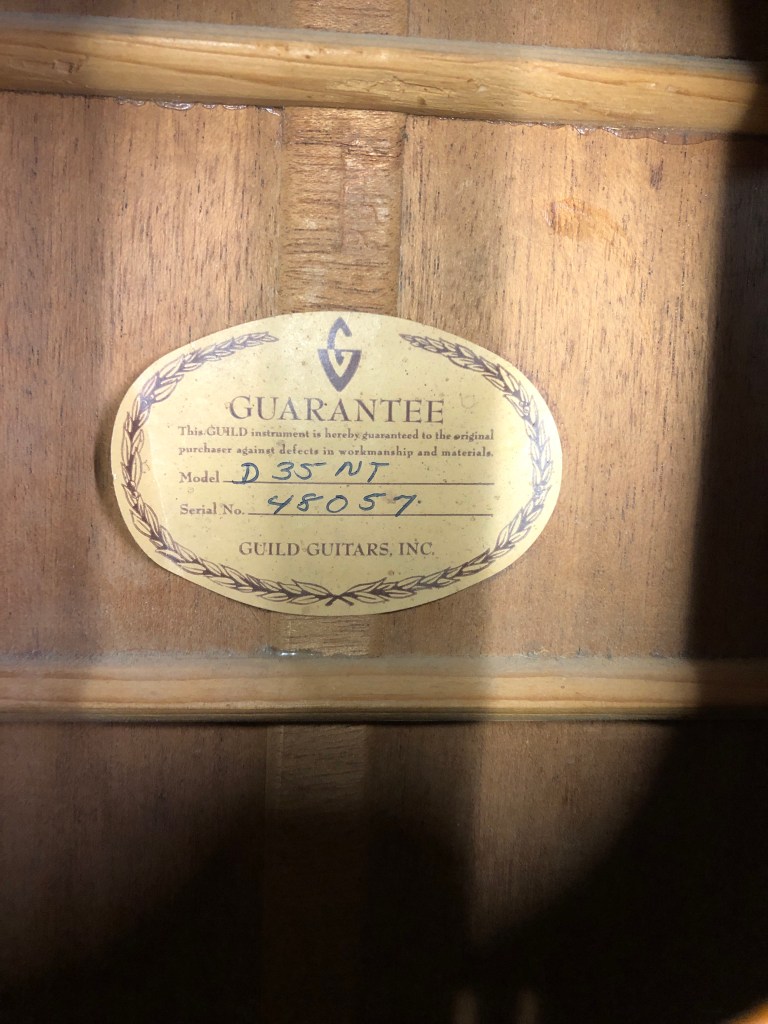 G
GUARANTEE
This GUILD instrument is hereby guaranteed to the original
purchaser against defects in workmanship and materials.
Model D 35 NT
Serial No. 48057
GUILD GUITARS, INC.